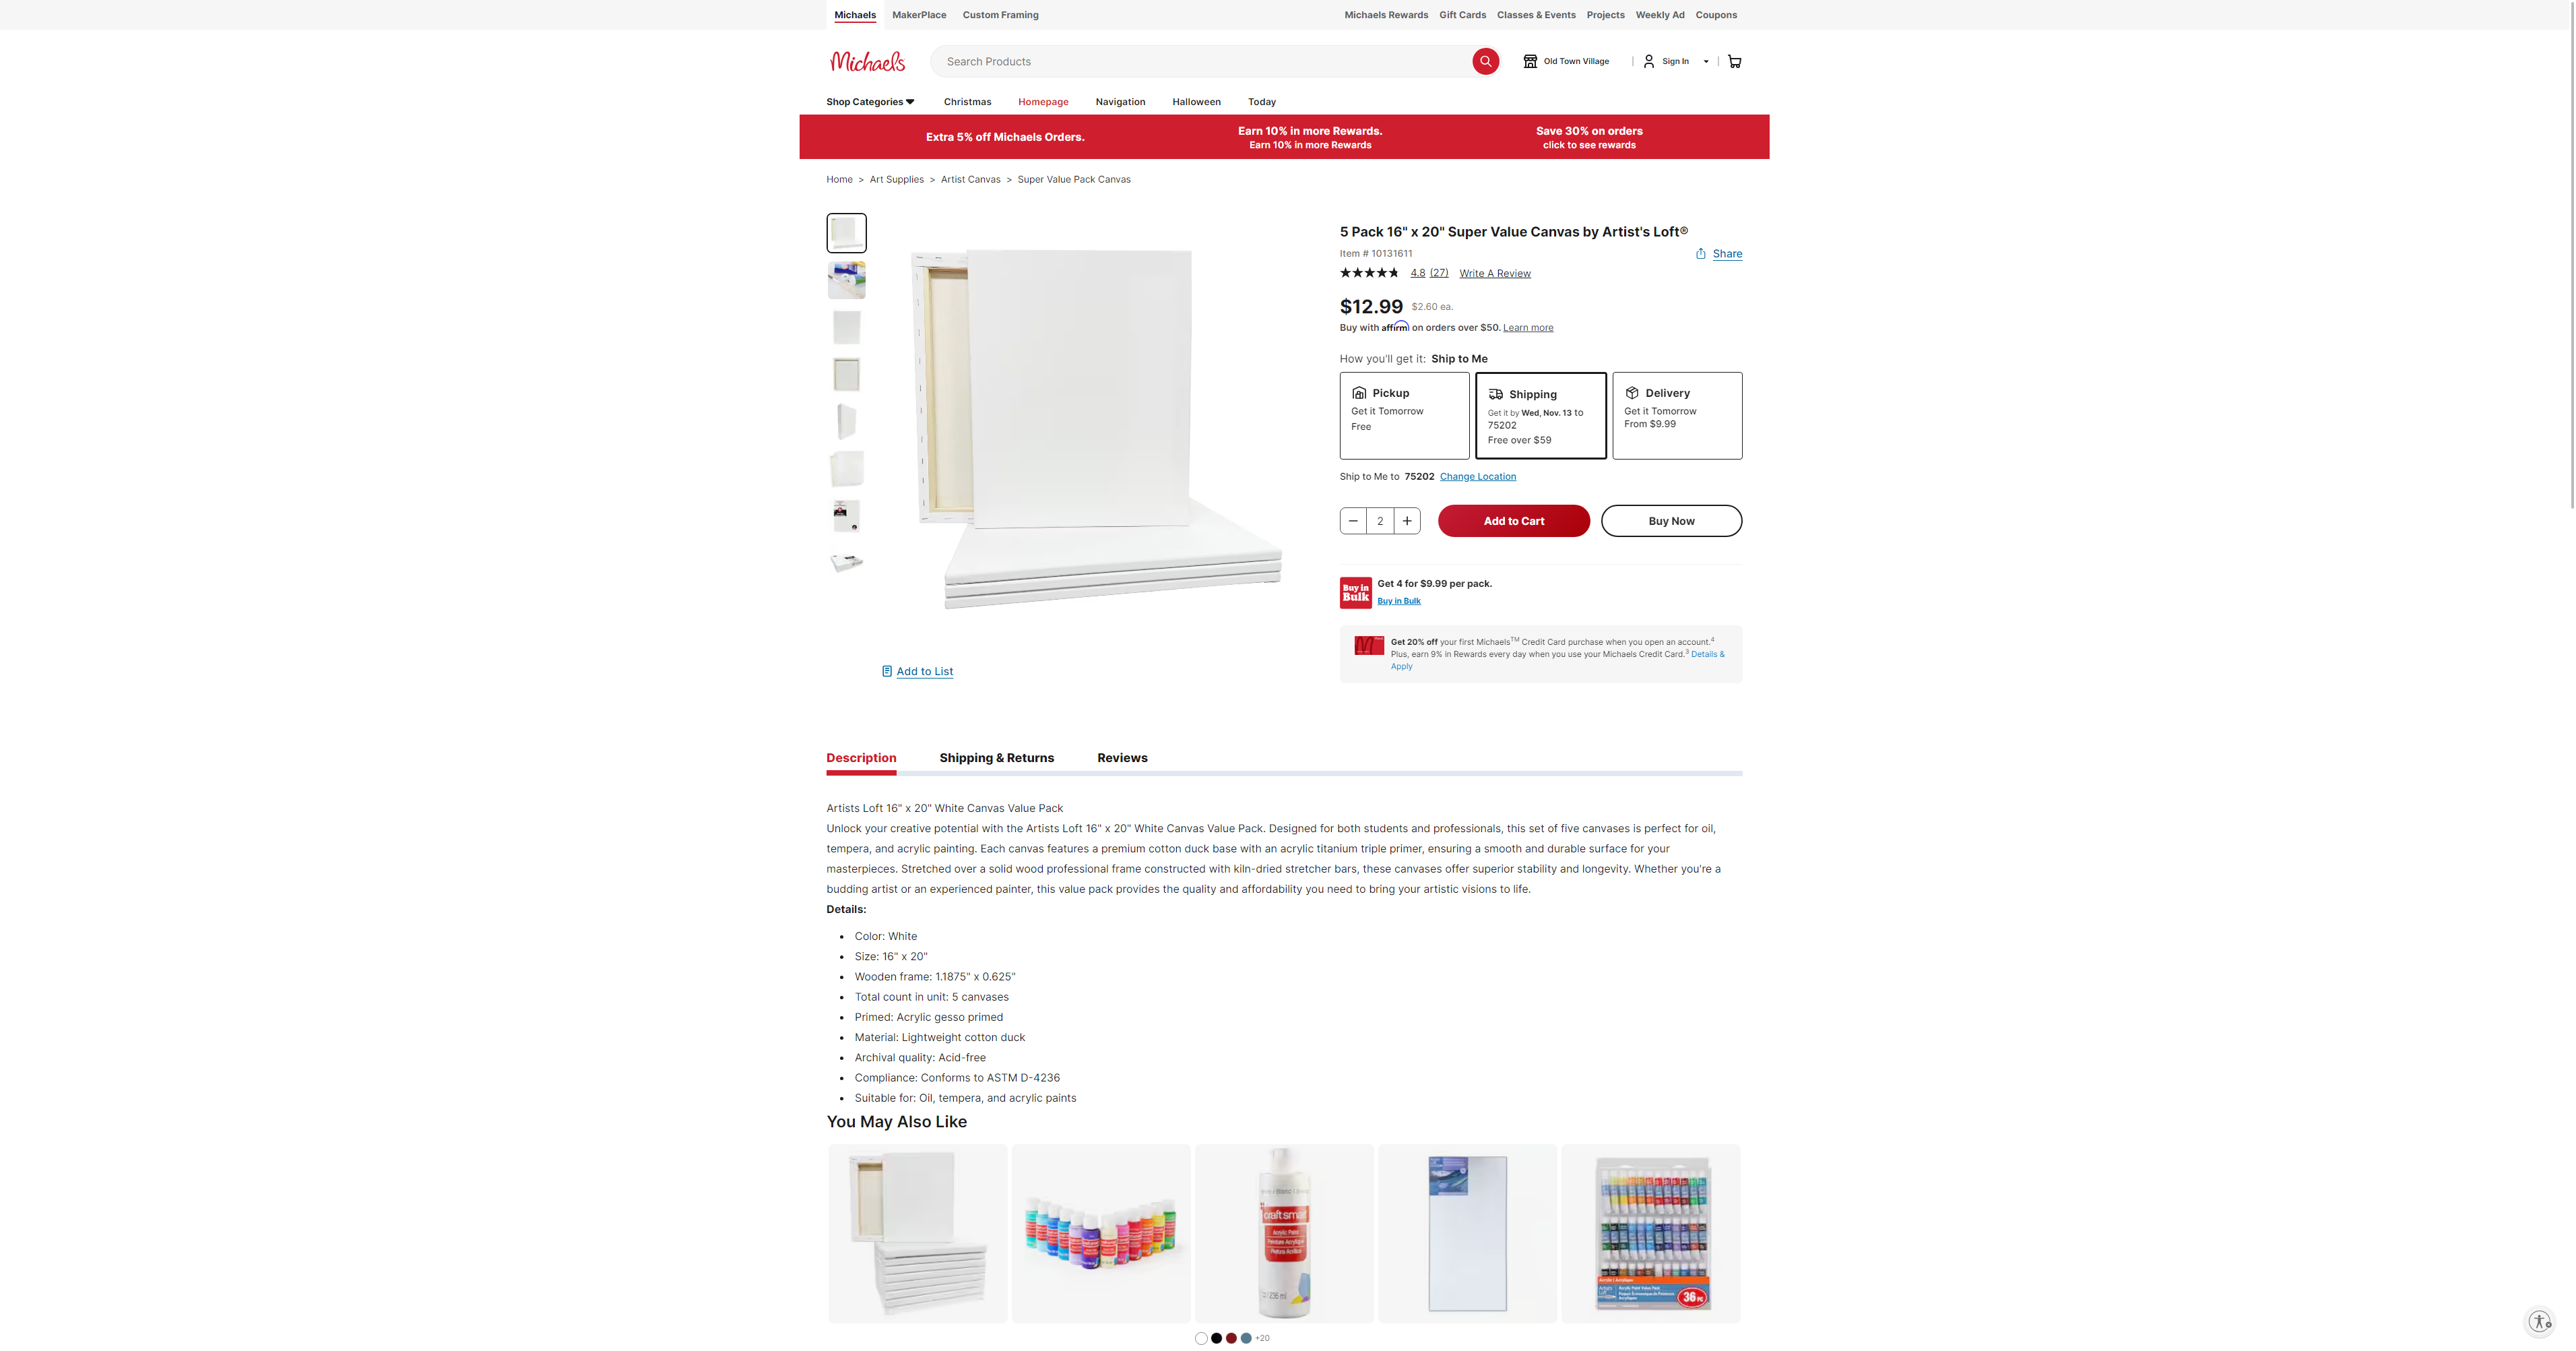 Michaels MakerPlace Custom Framing
Michaels Rewards Gift Cards Classes & Events Projects Weekly Ad Coupons
Michaels
Search Products
Old Town Village
Sign In
Shop Categories Christmas Homepage Navigation Halloween Today
Extra 5% off Michaels Orders.
Earn 10% in more Rewards.
Earn 10% in more Rewards
Save 30% on orders
click to see rewards
Home > Art Supplies > Artist Canvas > Super Value Pack Canvas
5 Pack 16" x 20" Super Value Canvas by Artist's Loft®
Item # 10131611
Share
4.8 (27) Write A Review
$12.99 $2.60 ea.
Buy with affirm on orders over $50. Learn more
How you'll get it: Ship to Me
Pickup
Get it Tomorrow
Free
Shipping
Get it by Wed, Nov. 13 to
75202
Free over $59
Delivery
Get it Tomorrow
From $9.99
Ship to Me to 75202 Change Location
2
Add to Cart
Buy Now
Buy in
Bulk
Get 4 for $9.99 per pack.
Buy in Bulk
Get 20% off your first Michaels™ Credit Card purchase when you open an account.4
Plus, earn 9% in Rewards every day when you use your Michaels Credit Card.3 Details &
Apply
Add to List
Description Shipping & Returns Reviews
Artists Loft 16" x 20" White Canvas Value Pack
Unlock your creative potential with the Artists Loft 16" x 20" White Canvas Value Pack. Designed for both students and professionals, this set of five canvases is perfect for oil,
tempera, and acrylic painting. Each canvas features a premium cotton duck base with an acrylic titanium triple primer, ensuring a smooth and durable surface for your
masterpieces. Stretched over a solid wood professional frame constructed with kiln-dried stretcher bars, these canvases offer superior stability and longevity. Whether you're a
budding artist or an experienced painter, this value pack provides the quality and affordability you need to bring your artistic visions to life.
Details:
Color: White
Size: 16" x 20"
Wooden frame: 1.1875" x 0.625"
Total count in unit: 5 canvases
Primed: Acrylic gesso primed
Material: Lightweight cotton duck
Archival quality: Acid-free
Compliance: Conforms to ASTM D-4236
Suitable for: Oil, tempera, and acrylic paints
You May Also Like
craft smart
Acrylic Paint
36 PC
+20